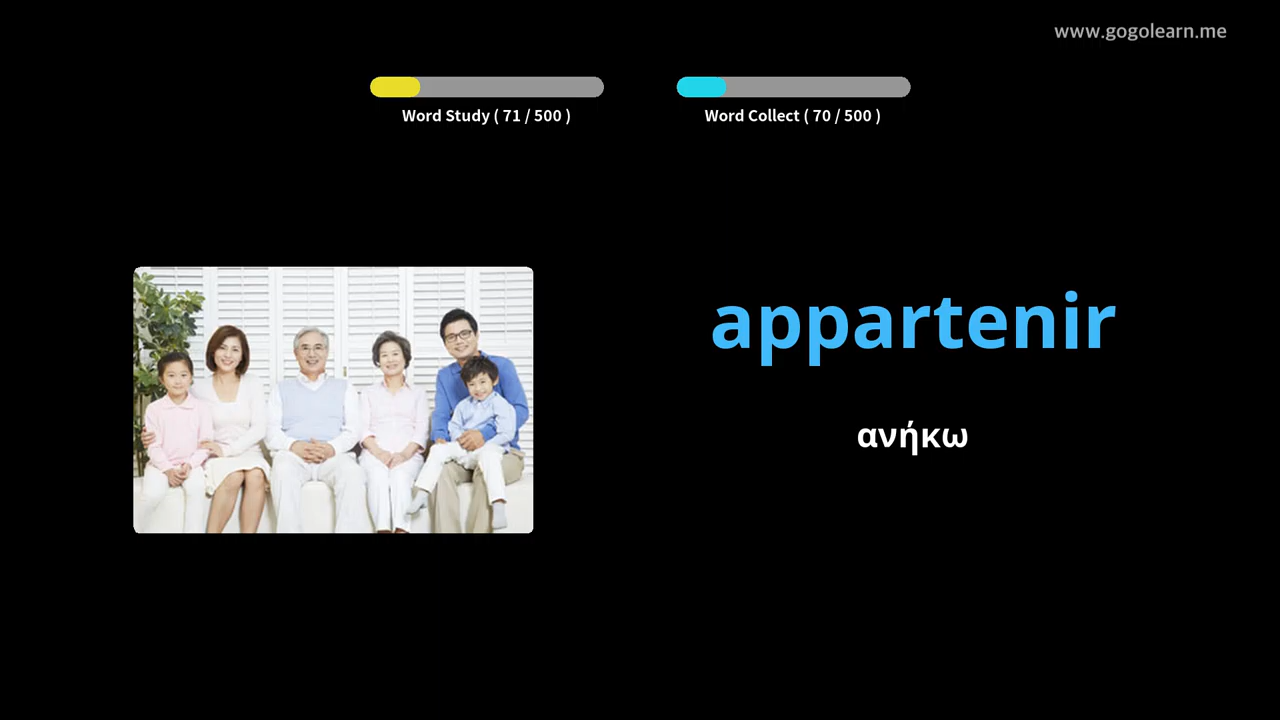 www.gogolearn.me
Word Study ( 71 / 500 )
Word Collect ( 70 / 500 )
appartenir
ανήκω